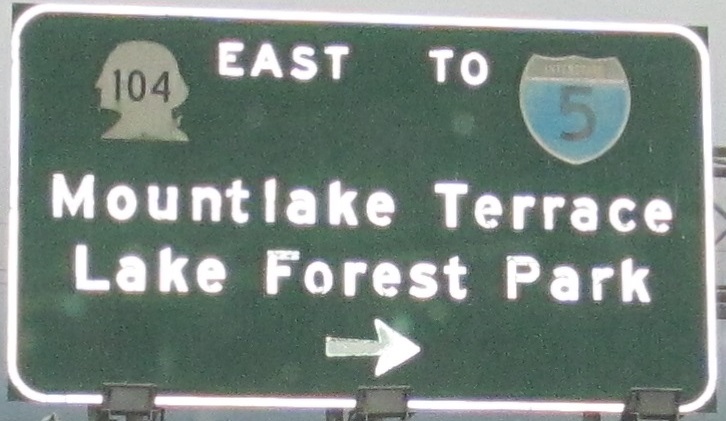 104 EAST TO 5
Mountlake Terrace
Lake Forest Park